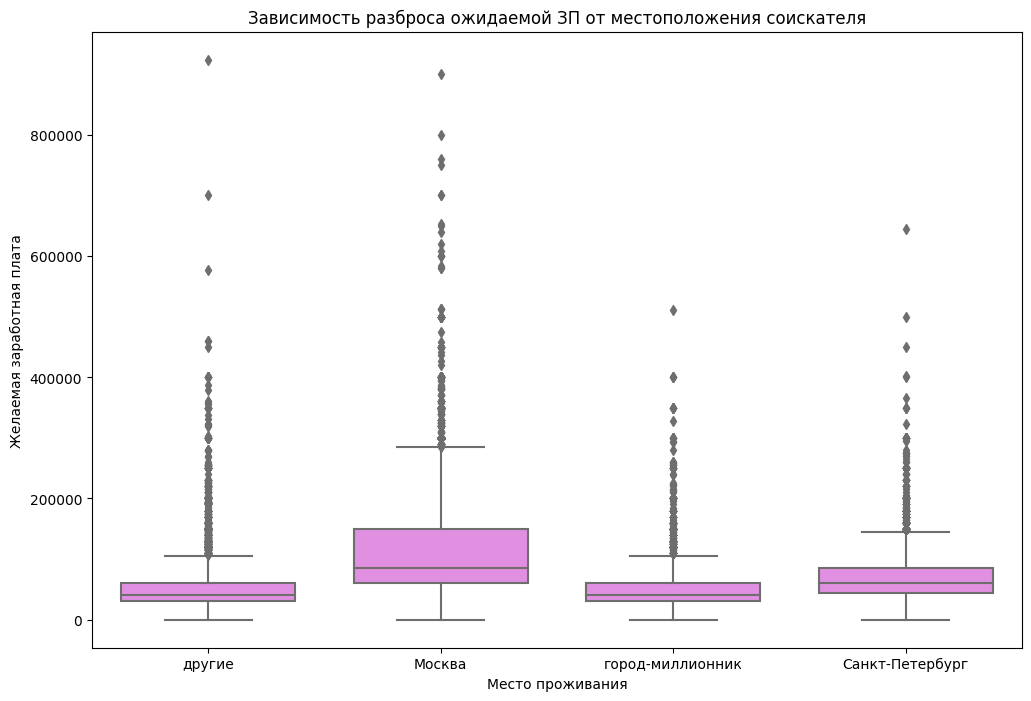 Зависимость разброса ожидаемой ЗП от местоположения соискателя
Желаемая заработная плата
800000
600000
400000
200000
0
другие
Москва
город-миллионник
Санкт-Петербург
Место проживания